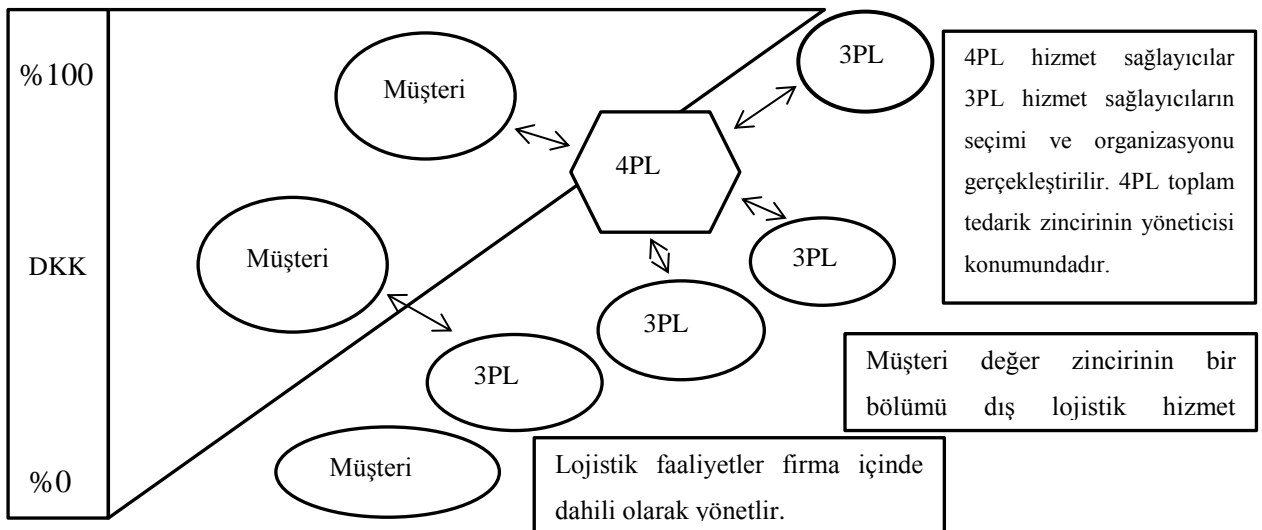 %100
DKK
%0
Müşteri
Müşteri
Müşteri
4PL
3PL
3PL
3PL
3PL
4PL hizmet sağlayıcılar
3PL hizmet sağlayıcıların
seçimi ve organizasyonu
gerçekleştirilir. 4PL toplam
tedarik zincirinin yöneticisi
konumundadır.
Müşteri değer zincirinin bir
bölümü dış lojistik hizmet
Lojistik faaliyetler firma içinde
dahili olarak yönetlir.